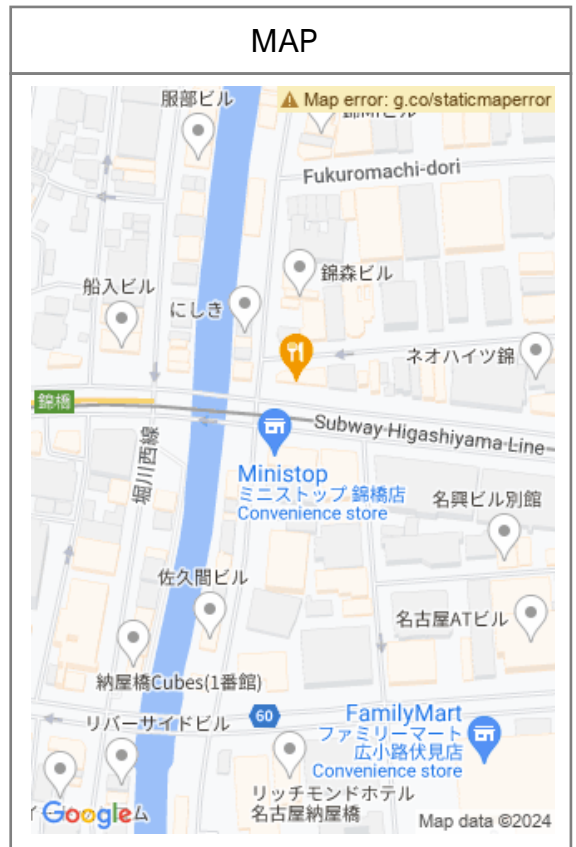 MAP
服部ビル
Map error: g.co/staticmaperror
Fukuromachi-dori
錦森ビル
船入ビル
にしき
ネオハイツ錦
錦橋
Subway Higashiyama Line
堀川西線
Ministop
ミニストップ 錦橋店
Convenience store
名興ビル別館
佐久間ビル
名古屋ATビル
納屋橋Cubes(1番館)
リバーサイドビル
60
FamilyMart
ファミリーマート
広小路伏見店
Convenience store
リッチモンドホテル
名古屋納屋橋
Google
Map data ©2024